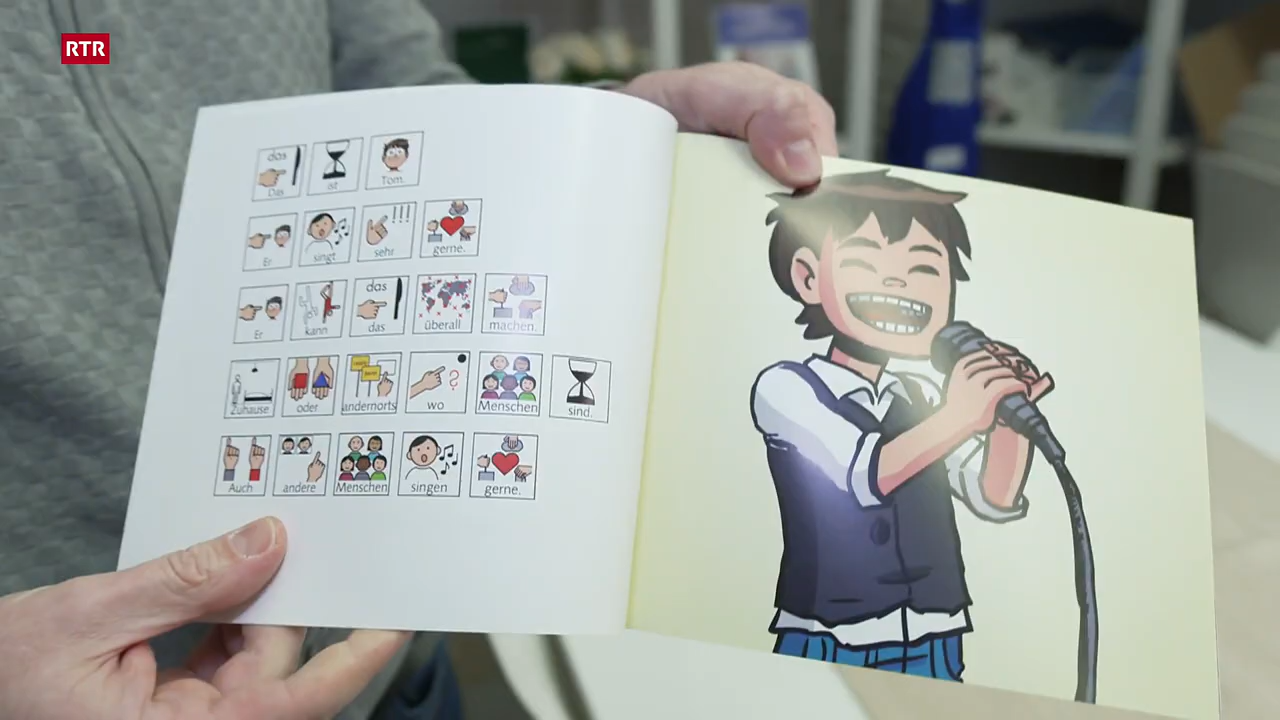 RTR
das
Das ist Tom.
!!!
Er singt sehr gerne.
das
Er kann das überall machen.
?
Zuhause oder andernorts wo Menschen sind.
Auch andere Menschen singen gerne.